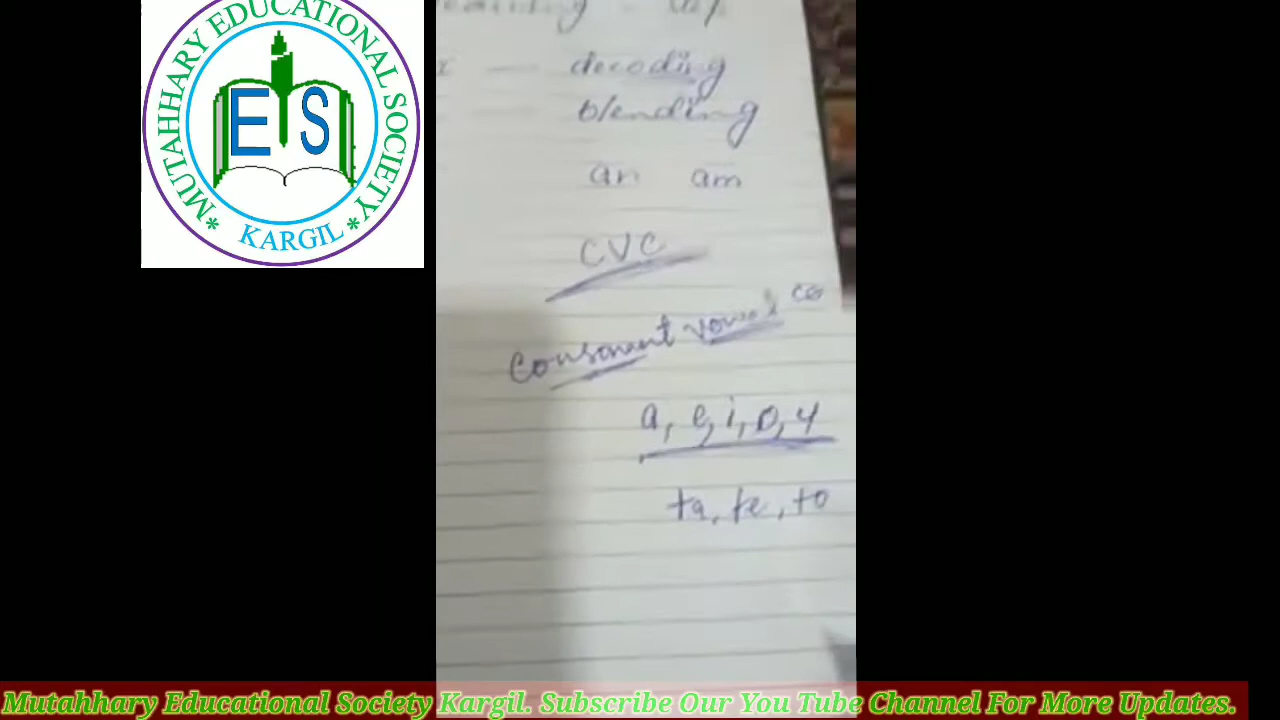 MUTAHHARY EDUCATIONAL SOCIETY
E S
* KARGIL *
decoding
blending
an am
CVC
consonant vowel co
a, e, i, o, u
ta, te, to
Mutahhary Educational Society Kargil. Subscribe Our You Tube Channel For More Updates.